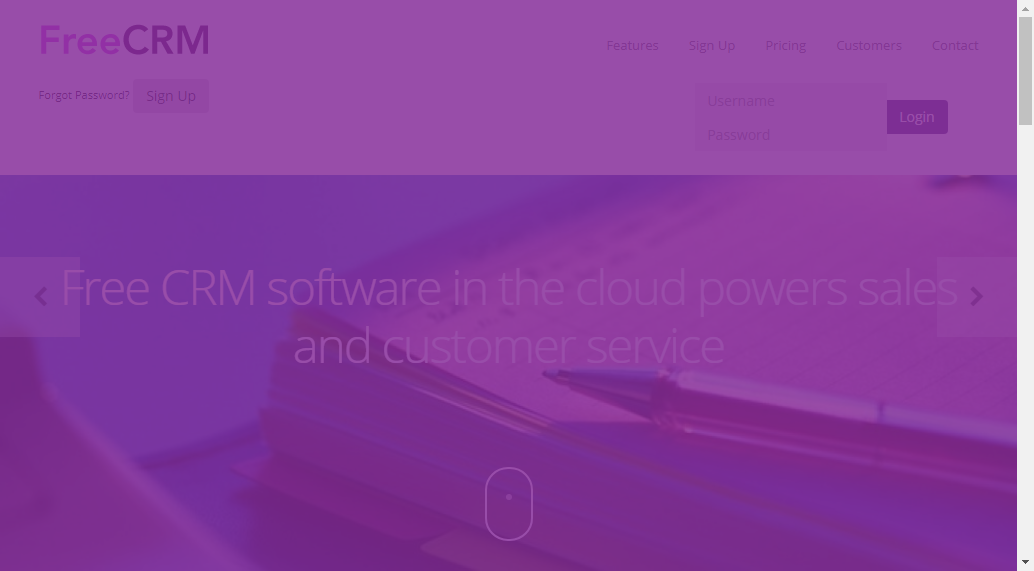 FreeCRM
Features Sign Up Pricing Customers Contact
Forgot Password? Sign Up
Username
Password
Login
Free CRM software in the cloud powers sales
and customer service